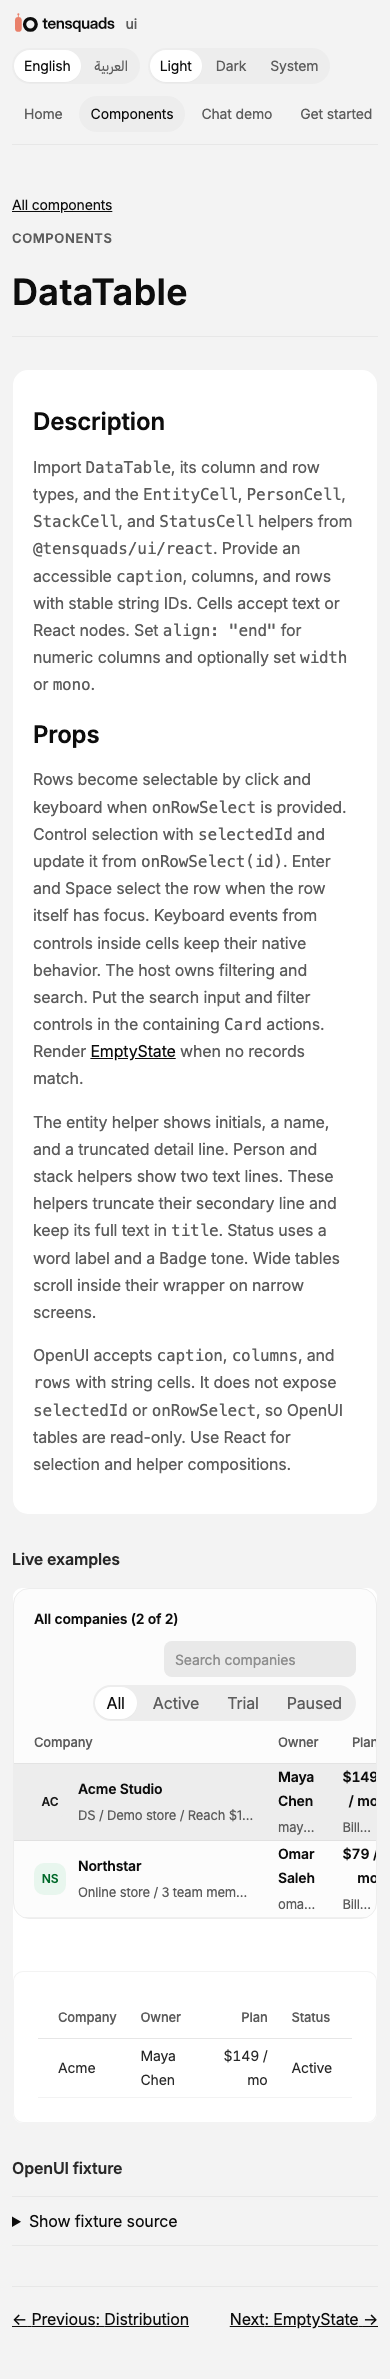 tensquads ui
English العربية Light Dark System
Home Components Chat demo Get started
All components
COMPONENTS
DataTable
Description
Import DataTable, its column and row
types, and the EntityCell, PersonCell,
StackCell, and StatusCell helpers from
@tensquads/ui/react. Provide an
accessible caption, columns, and rows
with stable string IDs. Cells accept text or
React nodes. Set align: "end" for
numeric columns and optionally set width
or mono.
Props
Rows become selectable by click and
keyboard when onRowSelect is provided.
Control selection with selectedId and
update it from onRowSelect(id). Enter
and Space select the row when the row
itself has focus. Keyboard events from
controls inside cells keep their native
behavior. The host owns filtering and
search. Put the search input and filter
controls in the containing Card actions.
Render EmptyState when no records
match.
The entity helper shows initials, a name,
and a truncated detail line. Person and
stack helpers show two text lines. These
helpers truncate their secondary line and
keep its full text in title. Status uses a
word label and a Badge tone. Wide tables
scroll inside their wrapper on narrow
screens.
OpenUI accepts caption, columns, and
rows with string cells. It does not expose
selectedId or onRowSelect, so OpenUI
tables are read-only. Use React for
selection and helper compositions.
Live examples
All companies (2 of 2)
Search companies
All Active Trial Paused
Company Owner Plan
AC Acme Studio
DS / Demo store / Reach $1...
Maya
Chen
may...
$149
/ mo
Bill...
NS Northstar
Online store / 3 team mem...
Omar
Saleh
oma...
$79 /
mo
Bill...
Company Owner Plan Status
Acme Maya
Chen
$149 /
mo
Active
OpenUI fixture
▶ Show fixture source
← Previous: Distribution Next: EmptyState →